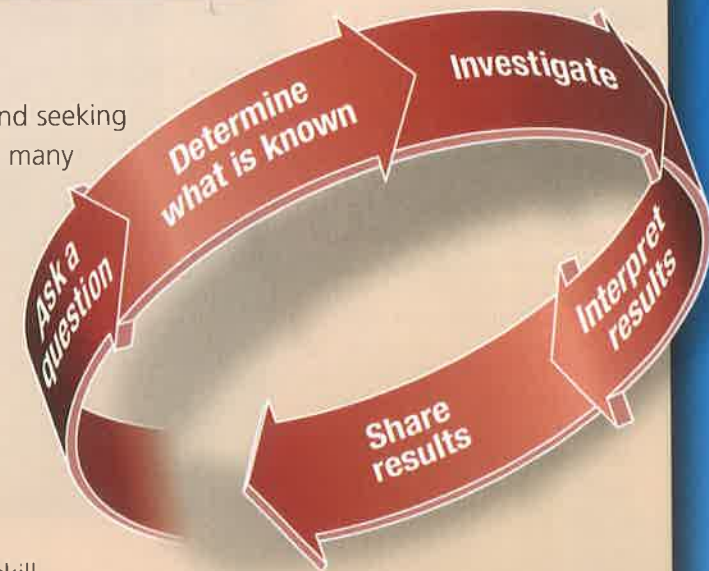 nd seeking
many
Ask a
question
Determine
what is known
Investigate
Interpret
results
Share
results